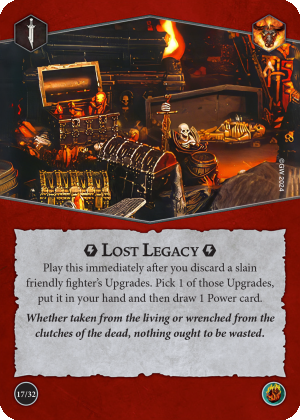 ©GW 2024
LOST LEGACY
Play this immediately after you discard a slain
friendly fighter's Upgrades. Pick 1 of those Upgrades,
put it in your hand and then draw 1 Power card.
Whether taken from the living or wrenched from the
clutches of the dead, nothing ought to be wasted.
17/32